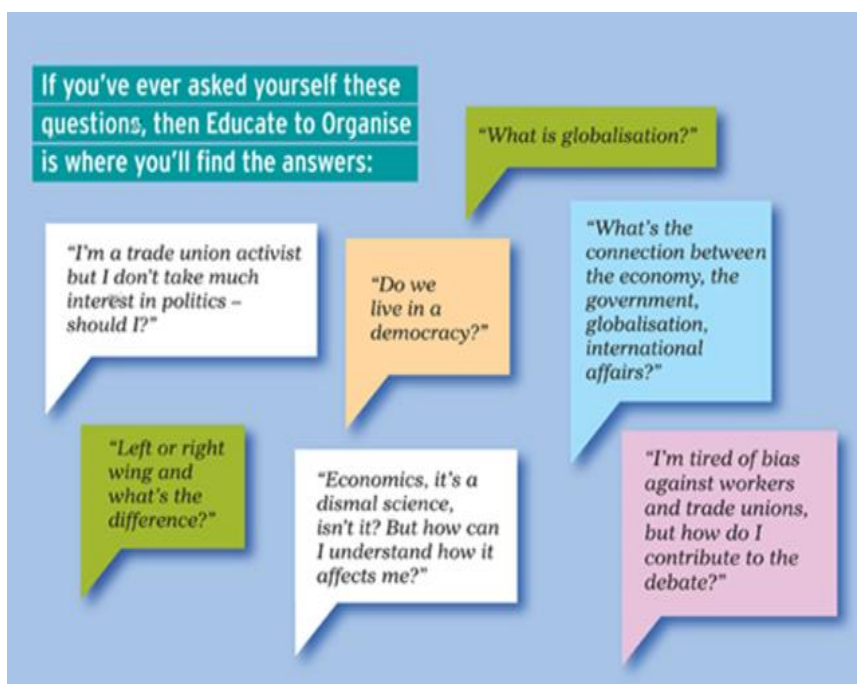 If you've ever asked yourself these
questions, then Educate to Organise
is where you'll find the answers:
"What is globalisation?"
"I'm a trade union activist
but I don't take much
interest in politics –
should I?"
"Do we
live in a
democracy?"
"What's the
connection between
the economy, the
government,
globalisation,
international
affairs?"
"Left or right
wing and
what's the
difference?"
"Economics, it's a
dismal science,
isn't it? But how can
I understand how it
affects me?"
"I'm tired of bias
against workers
and trade unions,
but how do I
contribute to the
debate?"